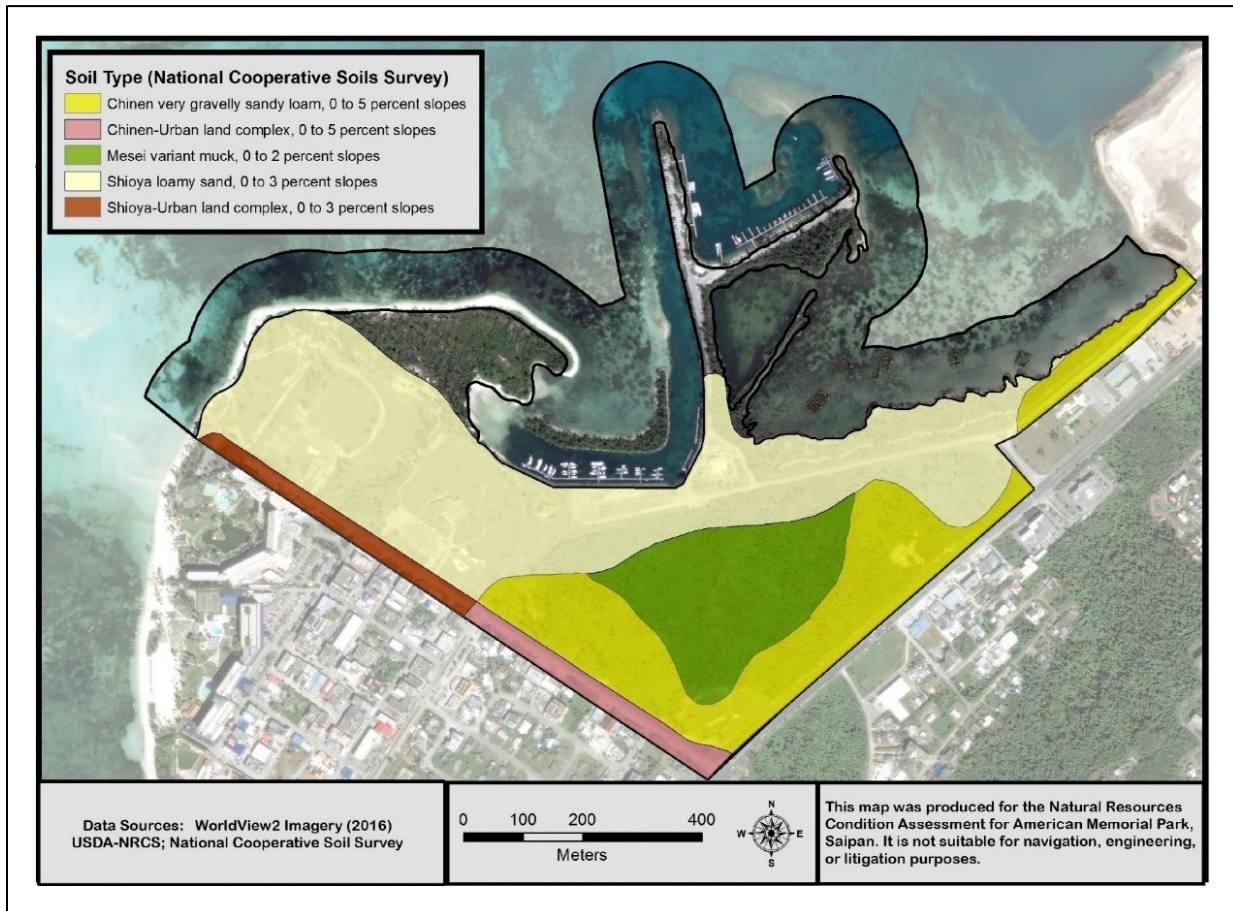 Soil Type (National Cooperative Soils Survey)
Chinen very gravelly sandy loam, 0 to 5 percent slopes
Chinen-Urban land complex, 0 to 5 percent slopes
Mesei variant muck, 0 to 2 percent slopes
Shioya loamy sand, 0 to 3 percent slopes
Shioya-Urban land complex, 0 to 3 percent slopes
Data Sources: WorldView2 Imagery (2016)
USDA-NRCS; National Cooperative Soil Survey
0 100 200 400
Meters
N
W E
S
This map was produced for the Natural Resources
Condition Assessment for American Memorial Park,
Saipan. It is not suitable for navigation, engineering,
or litigation purposes.